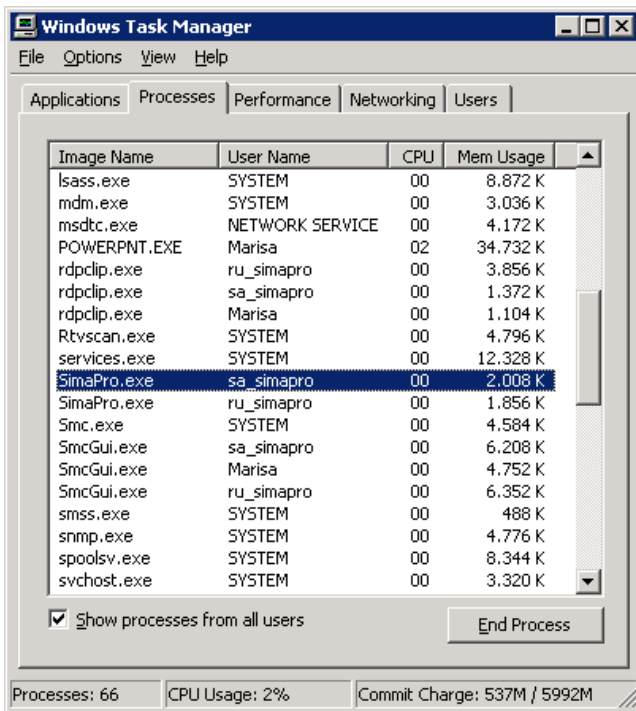 Windows Task Manager
File Options View Help
Applications Processes Performance Networking Users
Image Name User Name CPU Mem Usage
lsass.exe SYSTEM 00 8.872 K
mdm.exe SYSTEM 00 3.036 K
msdtc.exe NETWORK SERVICE 00 4.172 K
POWERPNT.EXE Marisa 02 34.732 K
rdpclip.exe ru_simapro 00 3.856 K
rdpclip.exe sa_simapro 00 1.372 K
rdpclip.exe Marisa 00 1.104 K
Rtvscan.exe SYSTEM 00 4.796 K
services.exe SYSTEM 00 12.328 K
SimaPro.exe sa_simapro 00 2.008 K
SimaPro.exe ru_simapro 00 1.856 K
Smc.exe SYSTEM 00 4.584 K
SmcGui.exe sa_simapro 00 6.208 K
SmcGui.exe Marisa 00 4.752 K
SmcGui.exe ru_simapro 00 6.352 K
smss.exe SYSTEM 00 488 K
snmp.exe SYSTEM 00 4.776 K
spoolsv.exe SYSTEM 00 8.344 K
svchost.exe SYSTEM 00 3.320 K
Show processes from all users End Process
Processes: 66 CPU Usage: 2% Commit Charge: 537M / 5992M